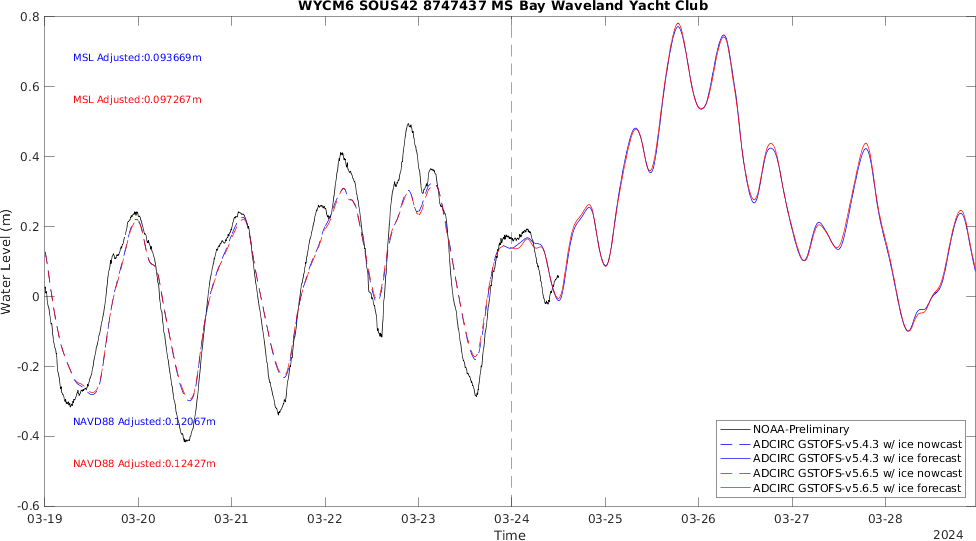 WYCM6 SOUS42 8747437 MS Bay Waveland Yacht Club
0.8
0.6
0.4
0.2
0
-0.2
-0.4
-0.6
Water Level (m)
MSL Adjusted:0.093669m
MSL Adjusted:0.097267m
NAVD88 Adjusted:0.12067m
NAVD88 Adjusted:0.12427m
NOAA-Preliminary
ADCIRC GSTOFS-v5.4.3 w/ ice nowcast
ADCIRC GSTOFS-v5.4.3 w/ ice forecast
ADCIRC GSTOFS-v5.6.5 w/ ice nowcast
ADCIRC GSTOFS-v5.6.5 w/ ice forecast
03-19 03-20 03-21 03-22 03-23 03-24 03-25 03-26 03-27 03-28
Time
2024